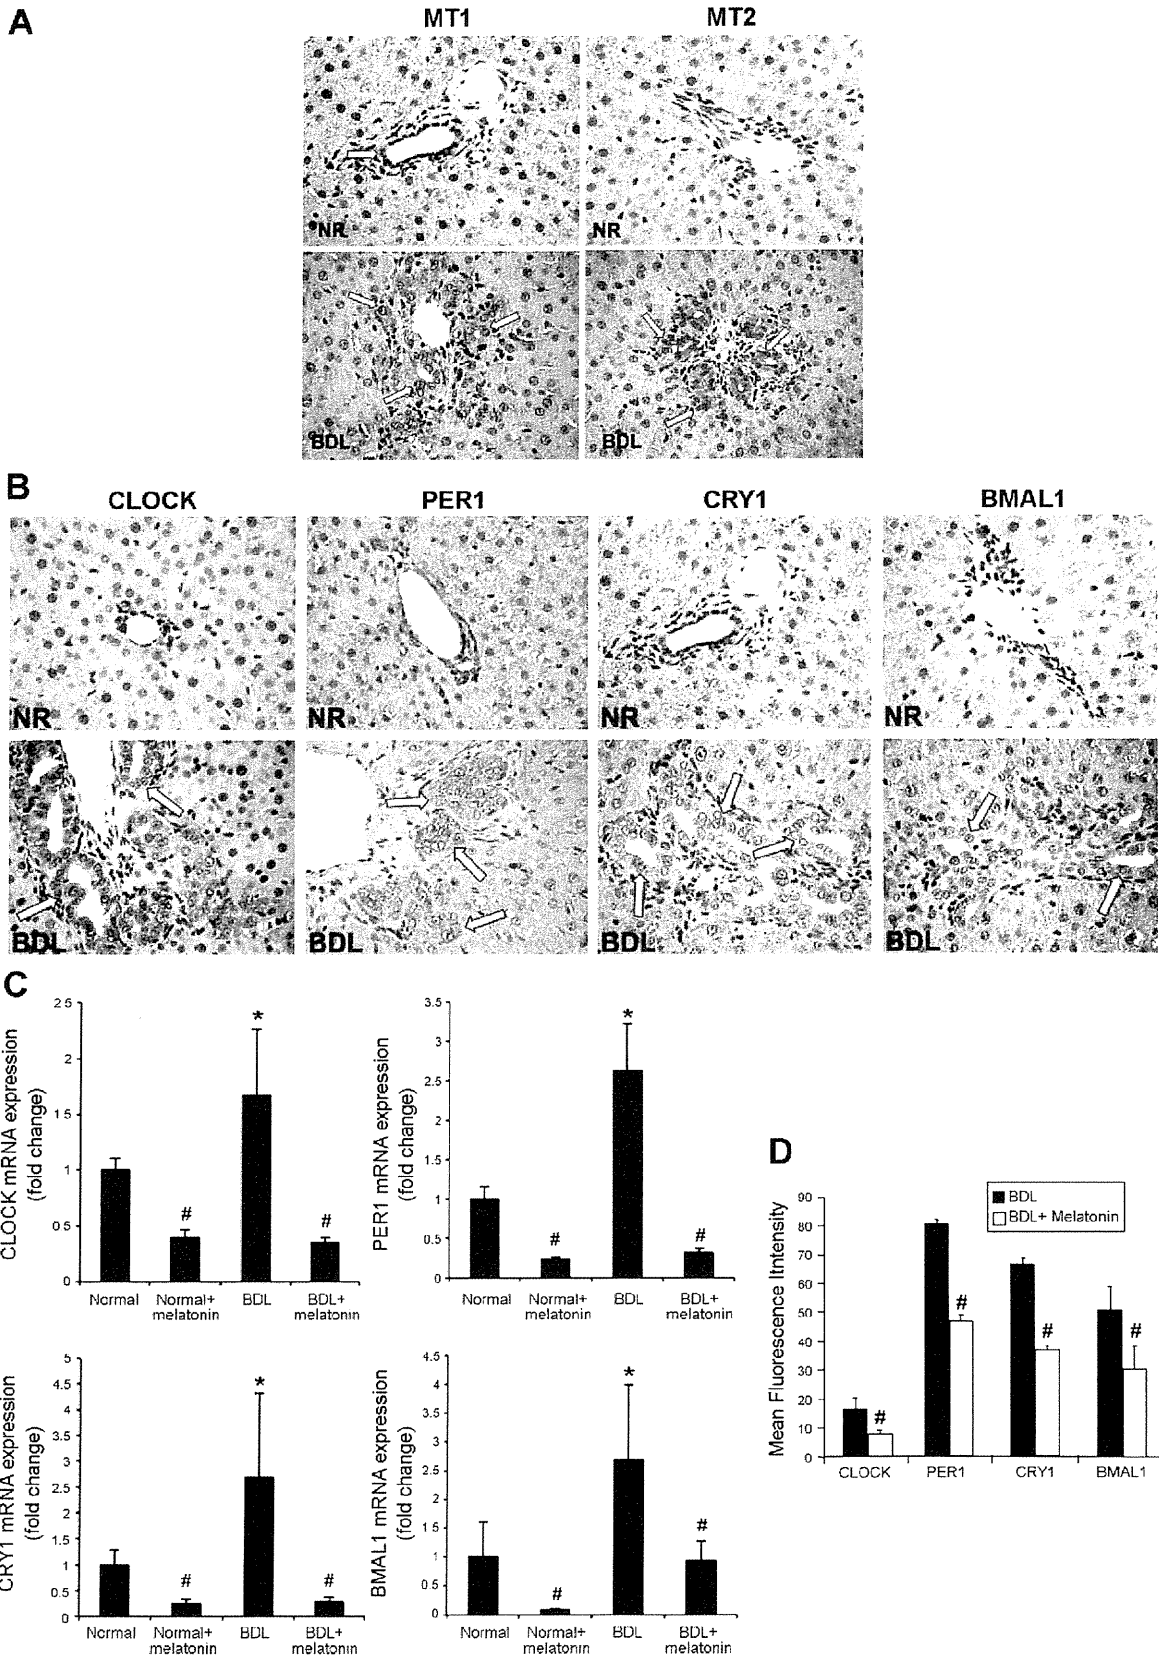 A
MT1 MT2
NR NR
BDL BDL
B
CLOCK PER1 CRY1 BMAL1
NR NR NR NR
BDL BDL BDL BDL
C
CLOCK mRNA expression
(fold change)
2 5
2
1 5
1
0 5
0
# * #
Normal Normal+ BDL BDL+
melatonin melatonin
PER1 mRNA expression
(fold change)
3.5
3
2.5
2
1.5
1
0.5
0
# * #
Normal Normal+ BDL BDL+
melatonin melatonin
CRY1 mRNA expression
(fold change)
5
4.5
4
3.5
3
2.5
2
1.5
1
0.5
0
# * #
Normal Normal+ BDL BDL+
melatonin melatonin
BMAL1 mRNA expression
(fold change)
4.5
4
3.5
3
2.5
2
1.5
1
0.5
0
# * #
Normal Normal+ BDL BDL+
melatonin melatonin
D
BDL
BDL+ Melatonin
Mean Fluorescence Itntensity
90
80
70
60
50
40
30
20
10
0
# # # #
CLOCK PER1 CRY1 BMAL1